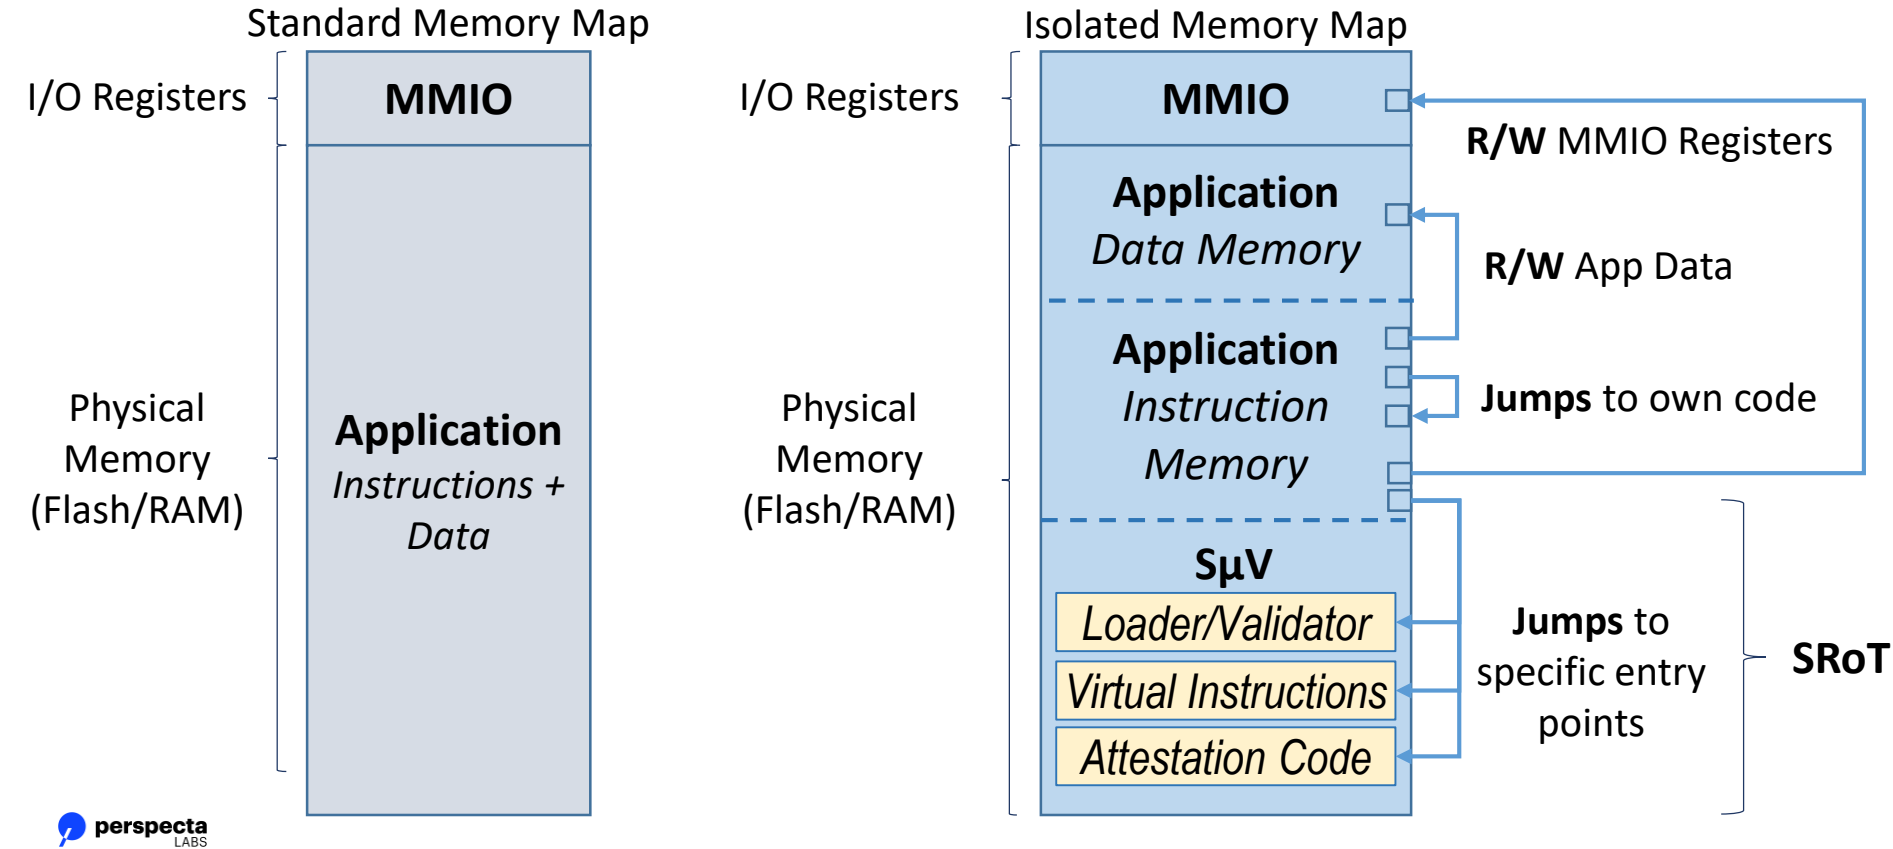 Standard Memory Map
I/O Registers
MMIO
Physical
Memory
(Flash/RAM)
Application
Instructions +
Data
Isolated Memory Map
I/O Registers
MMIO
R/W MMIO Registers
Application
Data Memory
R/W App Data
Physical
Memory
(Flash/RAM)
Application
Instruction
Memory
Jumps to own code
SµV
Loader/Validator
Virtual Instructions
Attestation Code
Jumps to
specific entry
points
SRoT
perspecta
LABS